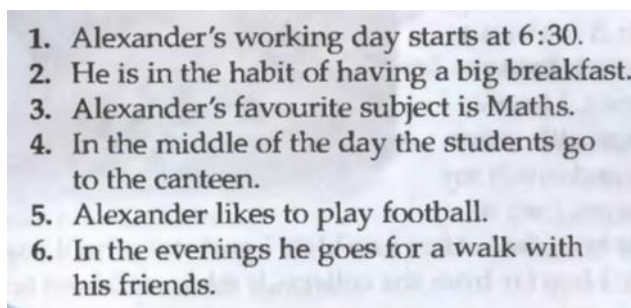 1. Alexander's working day starts at 6:30.
2. He is in the habit of having a big breakfast.
3. Alexander's favourite subject is Maths.
4. In the middle of the day the students go
to the canteen.
5. Alexander likes to play football.
6. In the evenings he goes for a walk with
his friends.